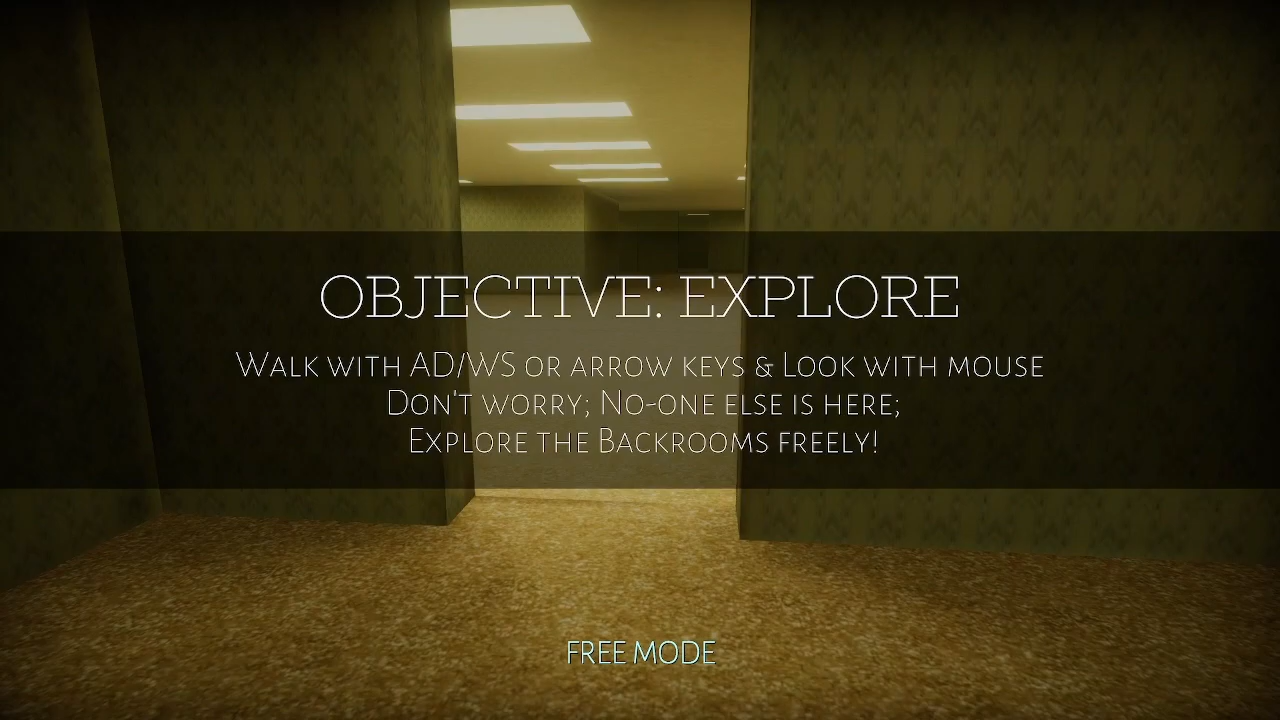 OBJECTIVE: EXPLORE
WALK WITH AD/WS OR ARROW KEYS & LOOK WITH MOUSE
DON'T WORRY; NO-ONE ELSE IS HERE;
EXPLORE THE BACKROOMS FREELY!
FREE MODE